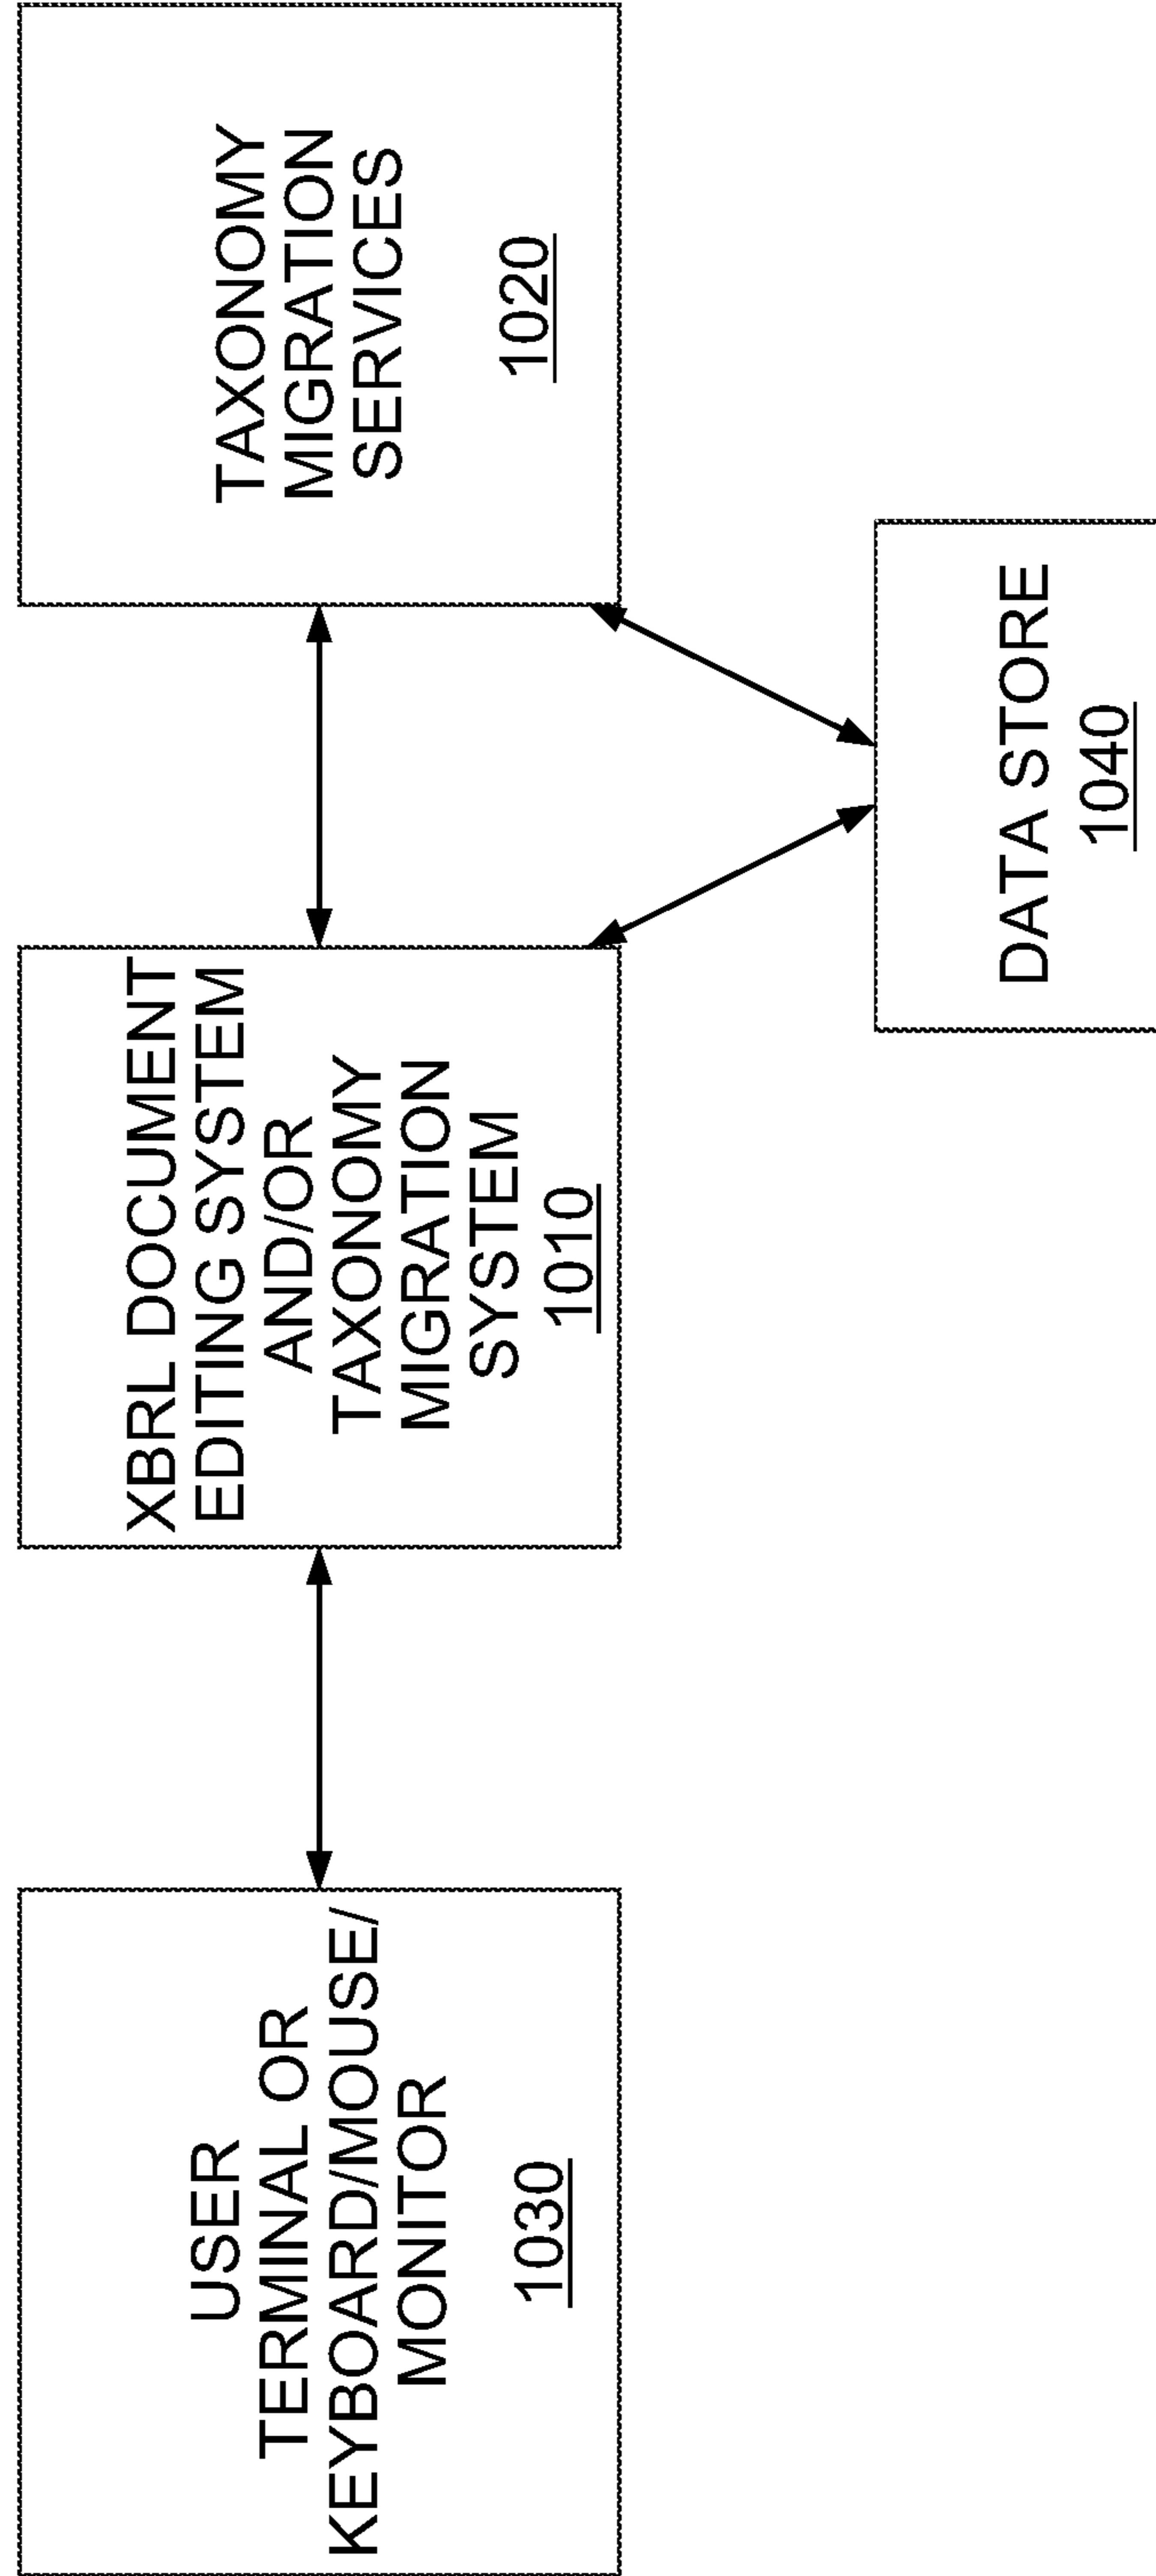 USER
TERMINAL OR
KEYBOARD/MOUSE/
MONITOR
1030
XBRL DOCUMENT
EDITING SYSTEM
AND/OR
TAXONOMY
MIGRATION
SYSTEM
1010
TAXONOMY
MIGRATION
SERVICES
1020
DATA STORE
1040